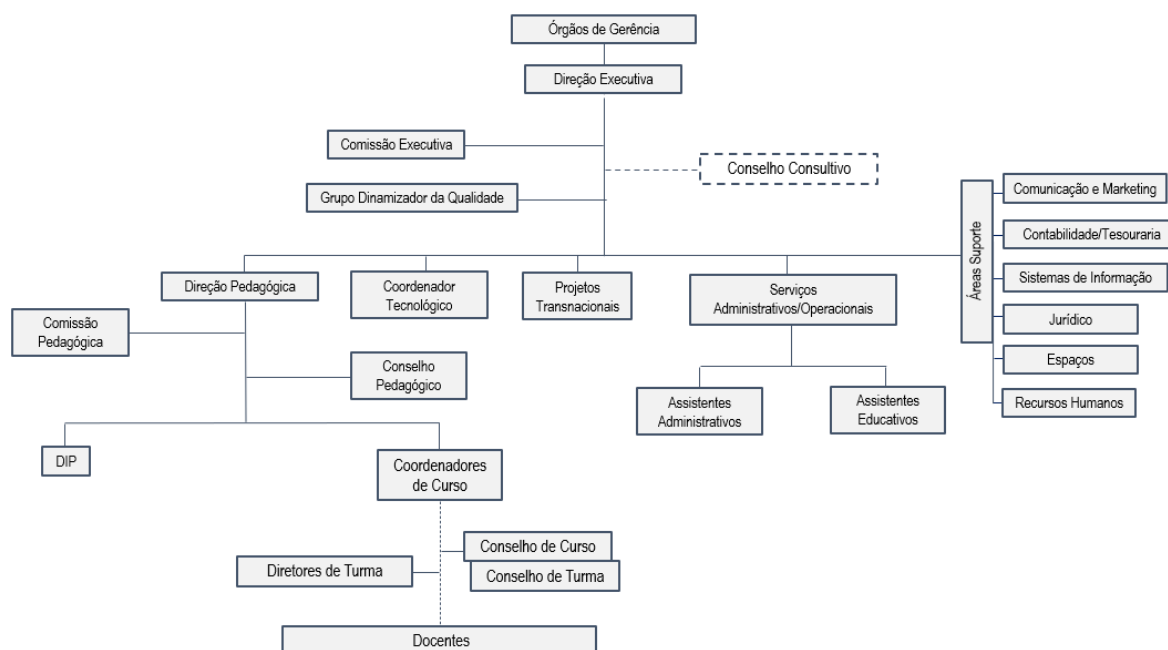 Órgãos de Gerência
Direção Executiva
Comissão Executiva
Conselho Consultivo
Grupo Dinamizador da Qualidade
Áreas Suporte
Comunicação e Marketing
Contabilidade/Tesouraria
Sistemas de Informação
Jurídico
Espaços
Recursos Humanos
Direção Pedagógica
Coordenador
Tecnológico
Projetos
Transnacionais
Serviços
Administrativos/Operacionais
Comissão
Pedagógica
Conselho
Pedagógico
Assistentes
Administrativos
Assistentes
Educativos
DIP
Coordenadores
de Curso
Conselho de Curso
Diretores de Turma
Conselho de Turma
Docentes